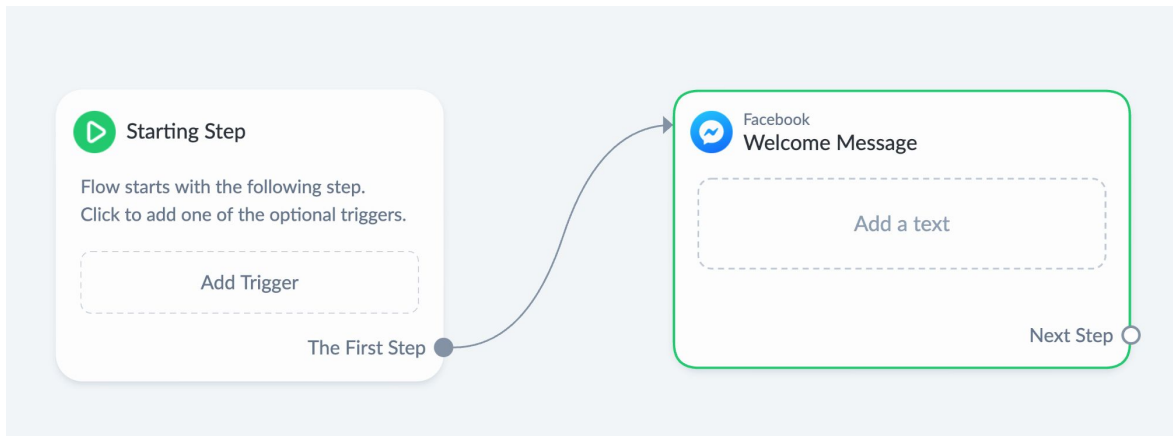 Starting Step
Flow starts with the following step.
Click to add one of the optional triggers.
Add Trigger
The First Step
Facebook
Welcome Message
Add a text
Next Step